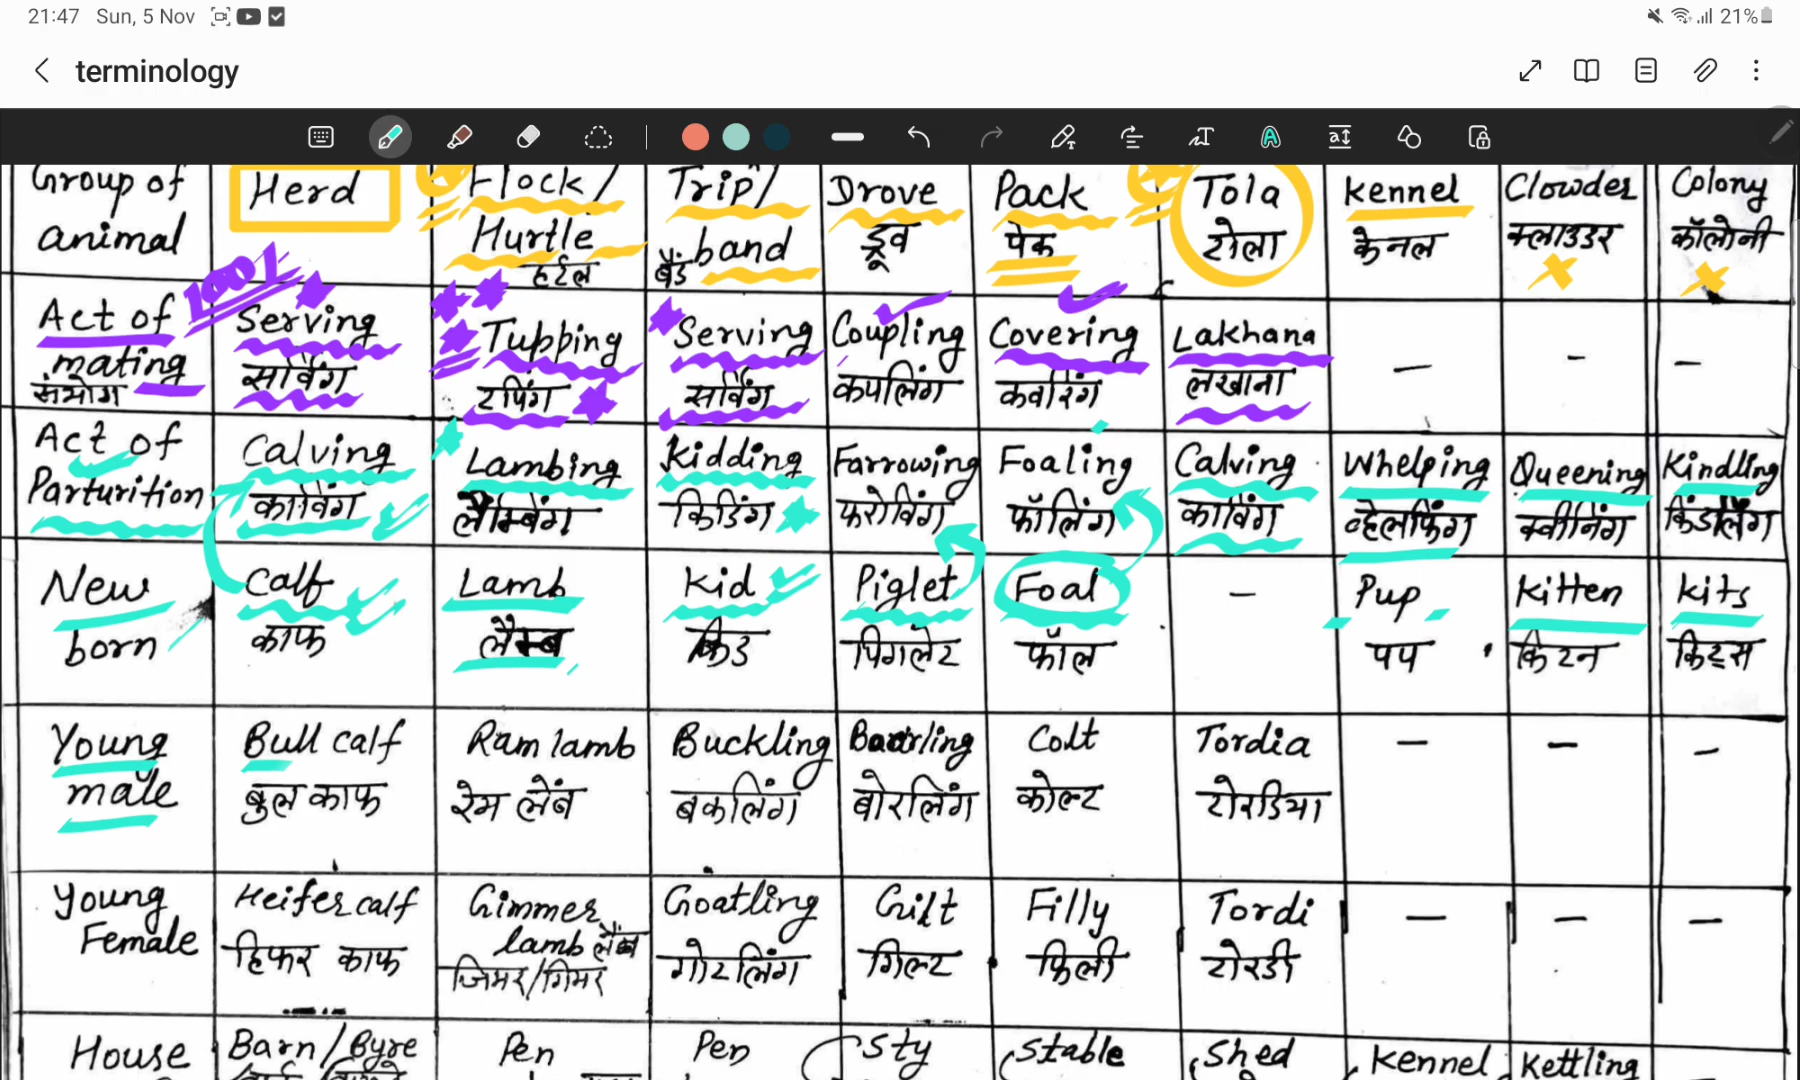 21:47 Sun, 5 Nov 21%
terminology
Group of animal
Herd
Flock/ Hurtle हर्टल
Trip/ band बैंड
Drove ड्रूव
Pack पेक
Tola टोला
Kennel केनल
Clowder क्लाउडर
Colony कॉलोनी
100%
Act of mating संभोग
Serving सर्विंग
Tupping टपिंग
Serving सर्विंग
Coupling कपलिंग
Covering कवरिंग
Lakhana लखाना
— - –
Act of Parturition
Calving काविंग
Lambing लैम्बिंग
Kidding किडिंग
Farrowing फरोविंग
Foaling फॉलिंग
Calving काविंग
Whelping व्हेलफिंग
Queening क्वीनिंग
Kindling किंडलिंग
New born
Calf काफ
Lamb लैम्ब
Kid किड
Piglet पिगलेट
Foal फॉल
—
Pup पप
Kitten किटन
Kits किट्स
Young male
Bull calf बुल काफ
Ram lamb रेम लेंब
Buckling बकलिंग
Boarling बोरलिंग
Colt कोल्ट
Tordia टोरडिया
— — —
Young Female
Heifer calf हिफर काफ
Gimmer lamb लैम्ब जिमर/गिमर
Goatling गोटलिंग
Gilt गिल्ट
Filly फिली
Tordi टोरडी
— — —
House
Barn/Byre
Pen
Pen
Sty
Stable
Shed
Kennel
Kettling